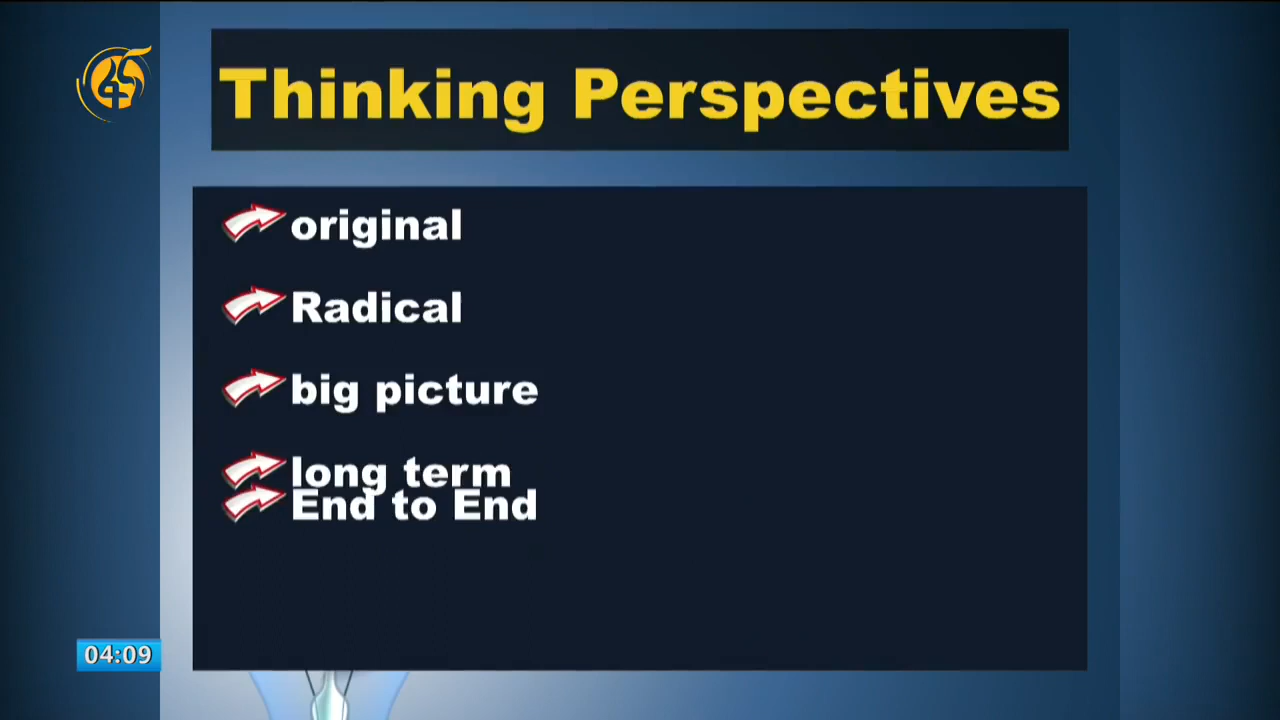 Thinking Perspectives
original
Radical
big picture
long term
End to End
04:09